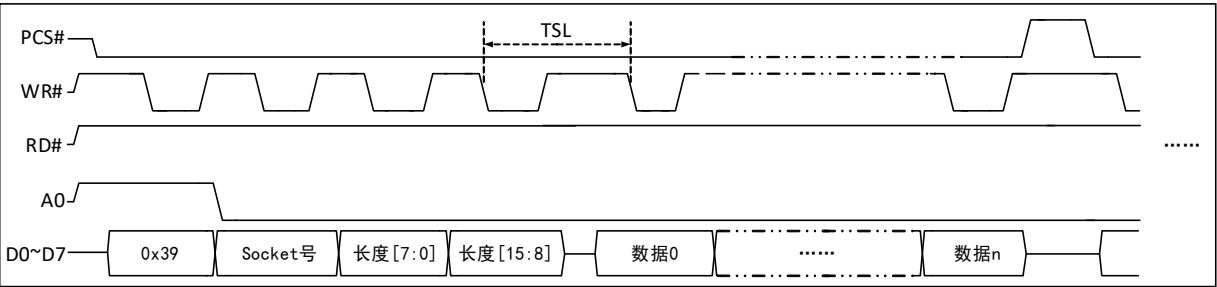 PCS#
TSL
WR#
RD#
……
A0
D0~D7 0x39 Socket号 长度[7:0] 长度[15:8] 数据0 …… 数据n